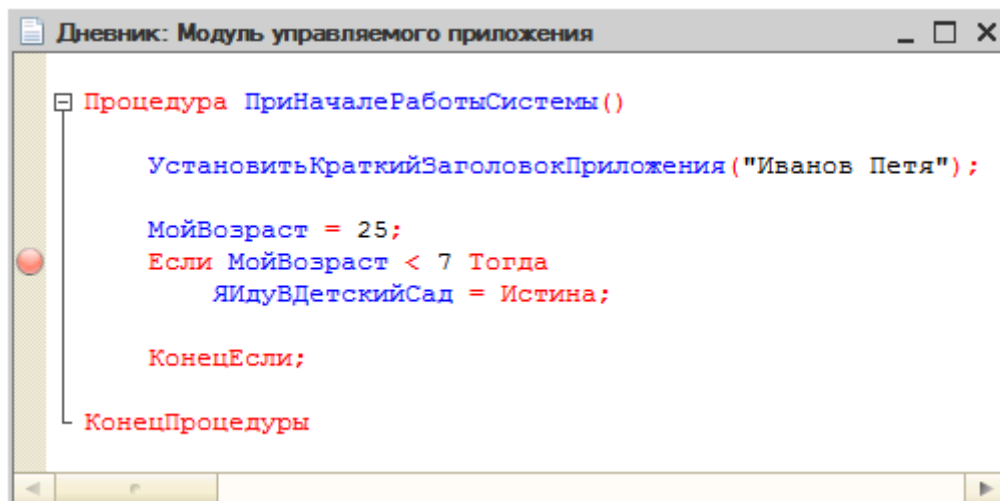 Дневник: Модуль управляемого приложения
Процедура ПриНачалеРаботыСистемы()
УстановитьКраткийЗаголовокПриложения("Иванов Петя");
МойВозраст = 25;
Если МойВозраст < 7 Тогда
ЯИдуВДетскийСад = Истина;
КонецЕсли;
КонецПроцедуры